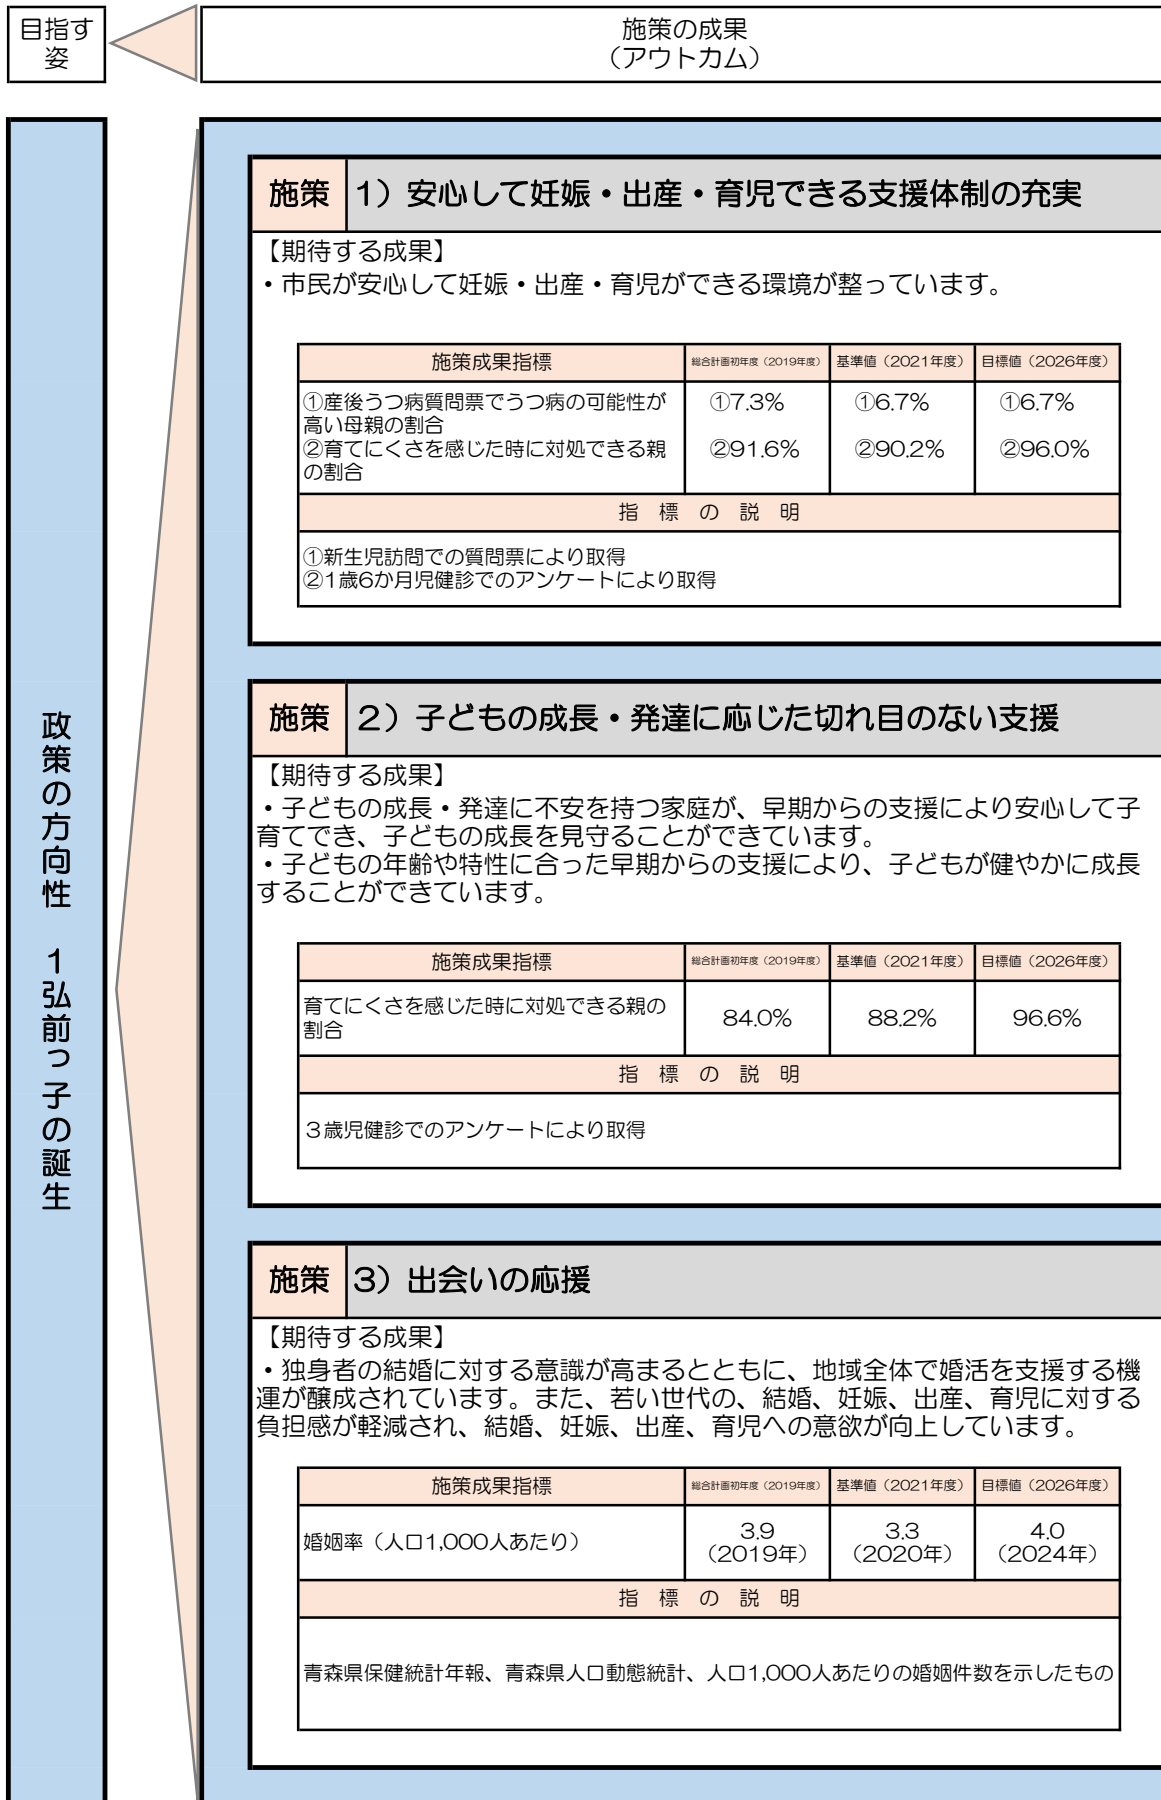 目指す
姿
施策の成果
（アウトカム）
政策の方向性　１弘前っ子の誕生
施策
１）安心して妊娠・出産・育児できる支援体制の充実
【期待する成果】
・市民が安心して妊娠・出産・育児ができる環境が整っています。
施策成果指標
総合計画初年度（2019年度）
基準値（2021年度）
目標値（2026年度）
①産後うつ病質問票でうつ病の可能性が
高い母親の割合
②育てにくさを感じた時に対処できる親
の割合
①7.3%
②91.6%
①6.7%
②90.2%
①6.7%
②96.0%
指　標　の　説　明
①新生児訪問での質問票により取得
②1歳6か月児健診でのアンケートにより取得
施策
２）子どもの成長・発達に応じた切れ目のない支援
【期待する成果】
・子どもの成長・発達に不安を持つ家庭が、早期からの支援により安心して子
育てでき、子どもの成長を見守ることができています。
・子どもの年齢や特性に合った早期からの支援により、子どもが健やかに成長
することができています。
施策成果指標
総合計画初年度（2019年度）
基準値（2021年度）
目標値（2026年度）
育てにくさを感じた時に対処できる親の
割合
84.0%
88.2%
96.6%
指　標　の　説　明
３歳児健診でのアンケートにより取得
施策
３）出会いの応援
【期待する成果】
・独身者の結婚に対する意識が高まるとともに、地域全体で婚活を支援する機
運が醸成されています。また、若い世代の、結婚、妊娠、出産、育児に対する
負担感が軽減され、結婚、妊娠、出産、育児への意欲が向上しています。
施策成果指標
総合計画初年度（2019年度）
基準値（2021年度）
目標値（2026年度）
婚姻率（人口1,000人あたり）
3.9
（2019年）
3.3
（2020年）
4.0
（2024年）
指　標　の　説　明
青森県保健統計年報、青森県人口動態統計、人口1,000人あたりの婚姻件数を示したもの